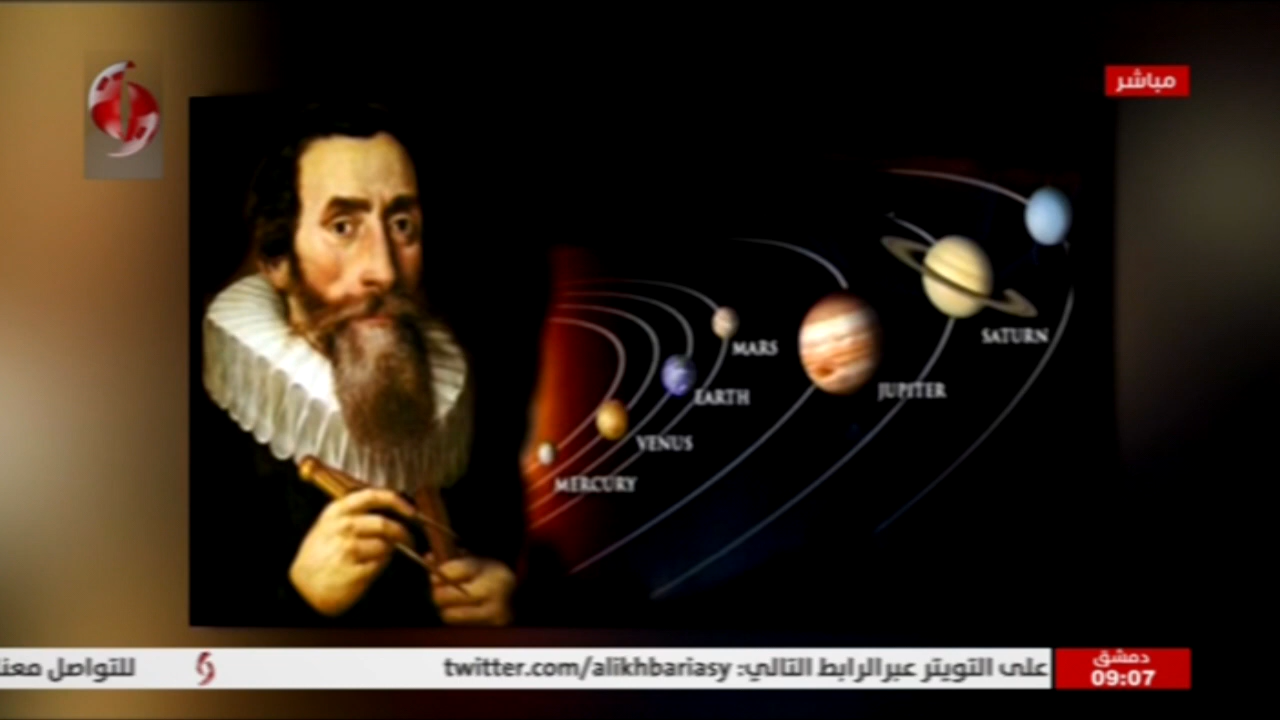 مباشر
MARS
SATURN
JUPITER
EARTH
VENUS
MERCURY
دمشق
09:07
على التويتر عبر الرابط التالي: twitter.com/alikhbariasy
للتواصل معنا